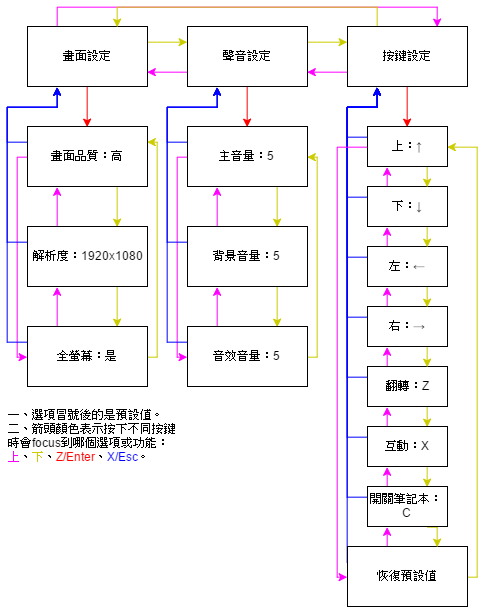 畫面設定
聲音設定
按鍵設定
畫面品質：高
解析度：1920x1080
全螢幕：是
主音量：5
背景音量：5
音效音量：5
上：↑
下：↓
左：←
右：→
翻轉：Z
互動：X
開關筆記本：
C
恢復預設值
一、選項冒號後的是預設值。
二、箭頭顏色表示按下不同按鍵
時會focus到哪個選項或功能：
上、下、Z/Enter、X/Esc。